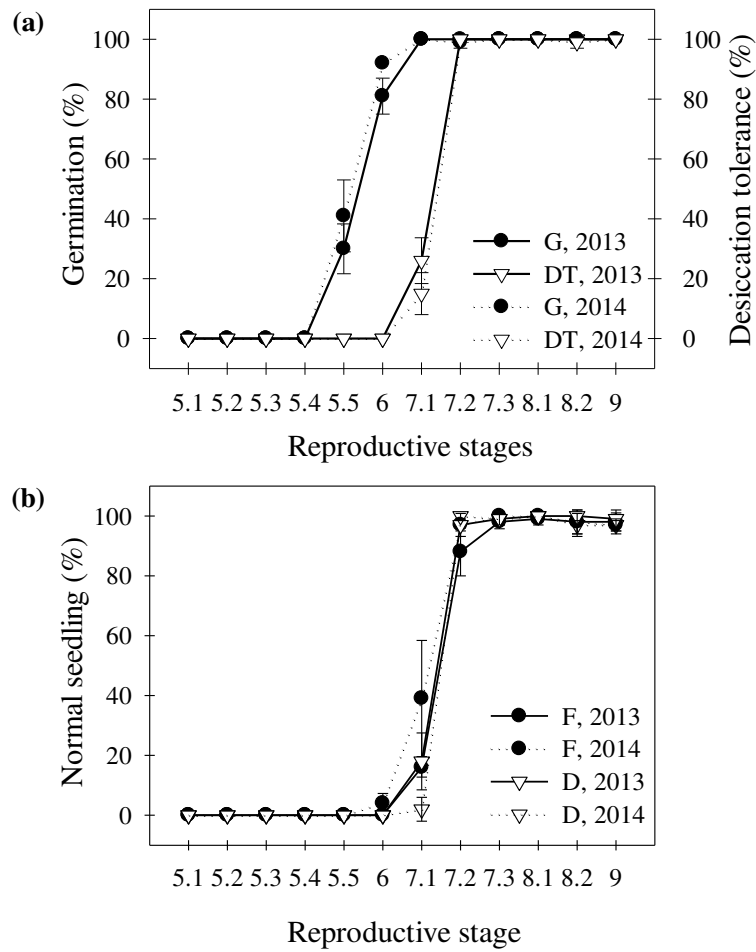 (a)
100
80
60
40
20
0
Germination (%)
100
80
60
40
20
0
Desiccation tolerance (%)
G, 2013
DT, 2013
G, 2014
DT, 2014
5.1 5.2 5.3 5.4 5.5 6 7.1 7.2 7.3 8.1 8.2 9
Reproductive stages
(b)
100
80
60
40
20
0
Normal seedling (%)
F, 2013
F, 2014
D, 2013
D, 2014
5.1 5.2 5.3 5.4 5.5 6 7.1 7.2 7.3 8.1 8.2 9
Reproductive stage